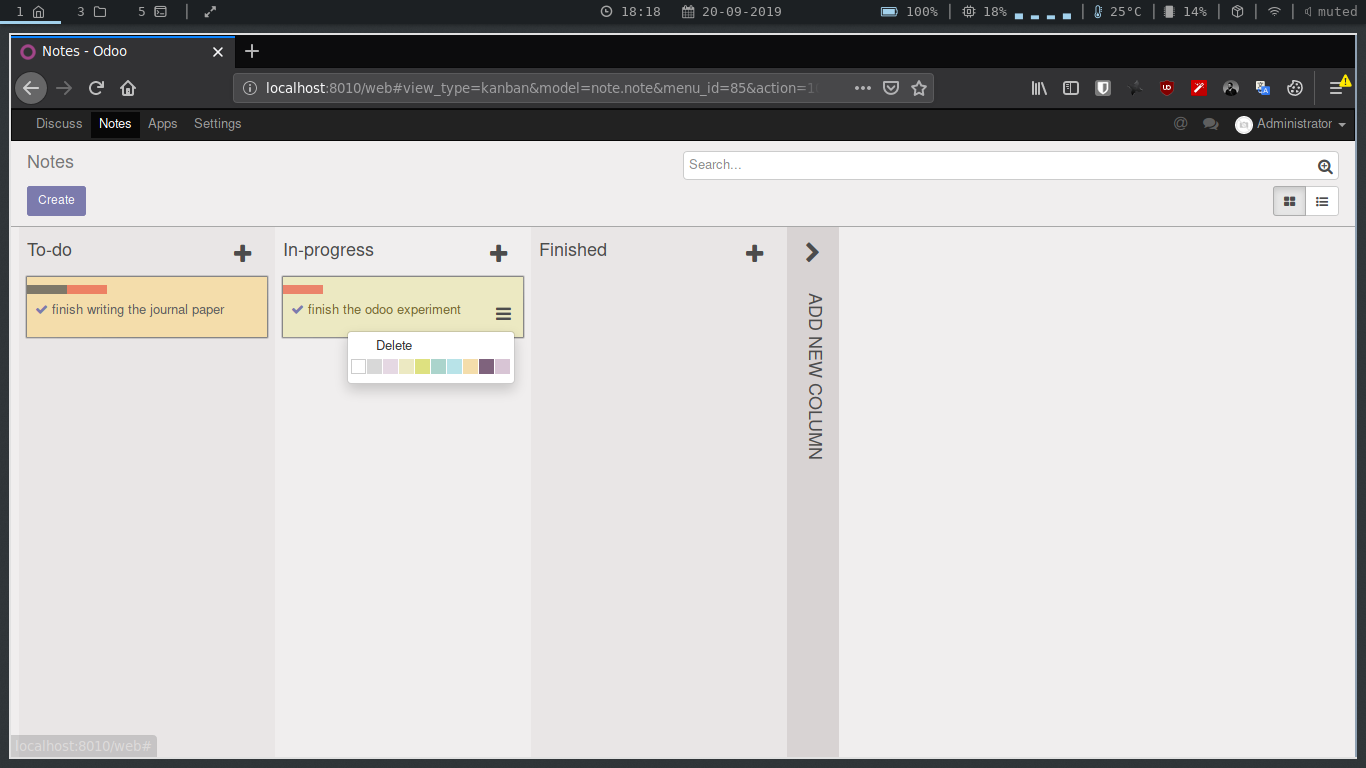 1 3 5 18:18 20-09-2019 100% 18% 25°C 14% muted
Notes - Odoo
localhost:8010/web#view_type=kanban&model=note.note&menu_id=85&action=1
Discuss Notes Apps Settings Administrator
Notes Search...
Create
To-do In-progress Finished
finish writing the journal paper finish the odoo experiment
Delete
ADD NEW COLUMN
localhost:8010/web#